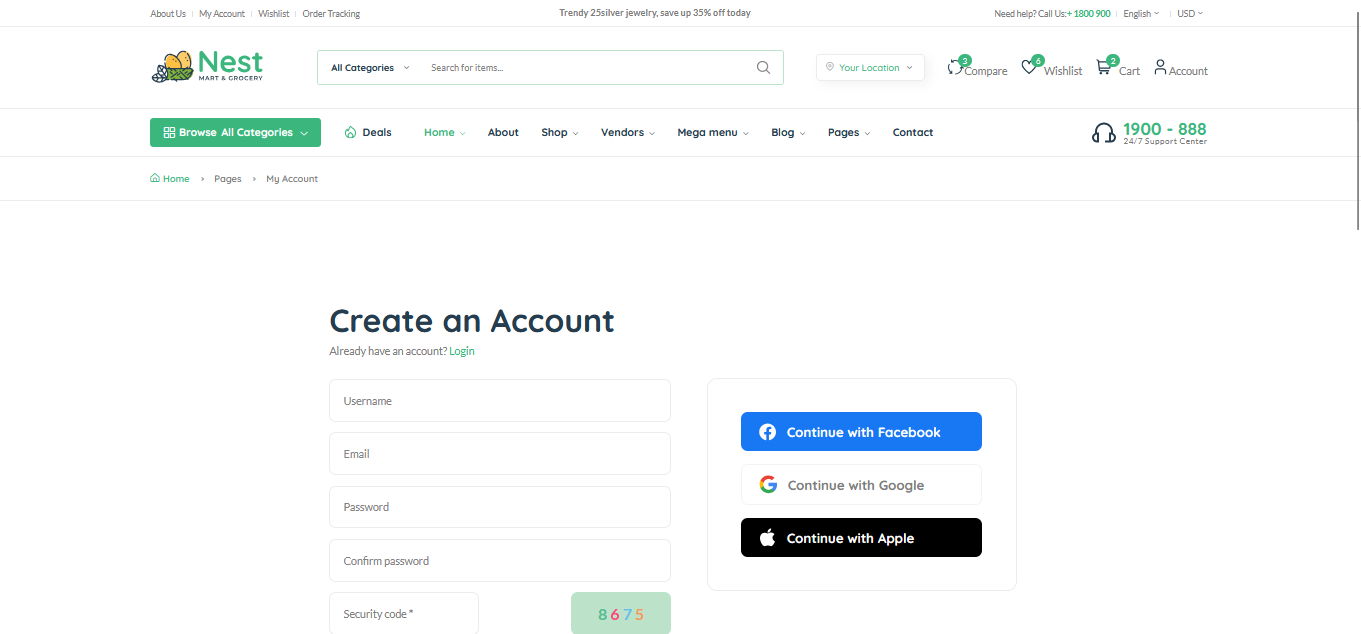 About Us | My Account | Wishlist | Order Tracking
Trendy 25silver jewelry, save up 35% off today
Need help? Call Us:+ 1800 900 | English | USD
Nest
MART & GROCERY
All Categories Search for items...
Your Location
3 Compare 6 Wishlist 2 Cart Account
Browse All Categories Deals Home About Shop Vendors Mega menu Blog Pages Contact
1900 - 888
24/7 Support Center
Home › Pages › My Account
Create an Account
Already have an account? Login
Username
Email
Password
Confirm password
Security code *
8 6 7 5
Continue with Facebook
Continue with Google
Continue with Apple